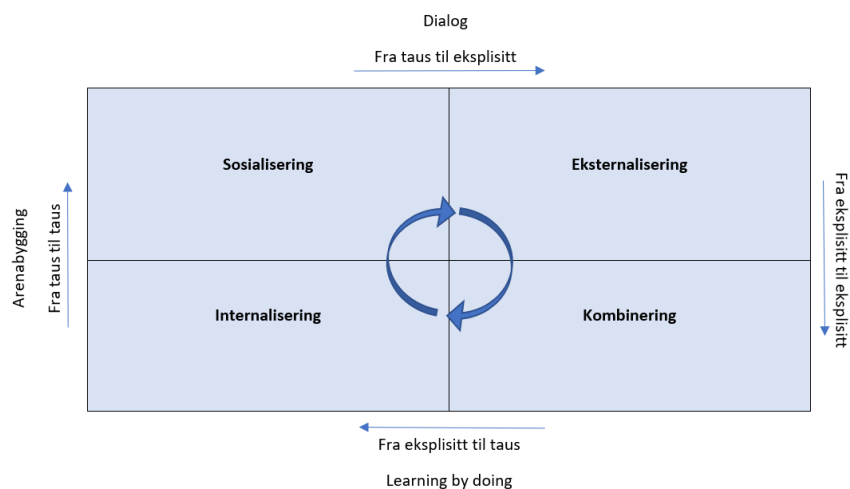 Dialog
Fra taus til eksplisitt
Sosialisering
Eksternalisering
Arenabygging
Fra taus til taus
Fra eksplisitt til eksplisitt
Internalisering
Kombinering
Fra eksplisitt til taus
Learning by doing